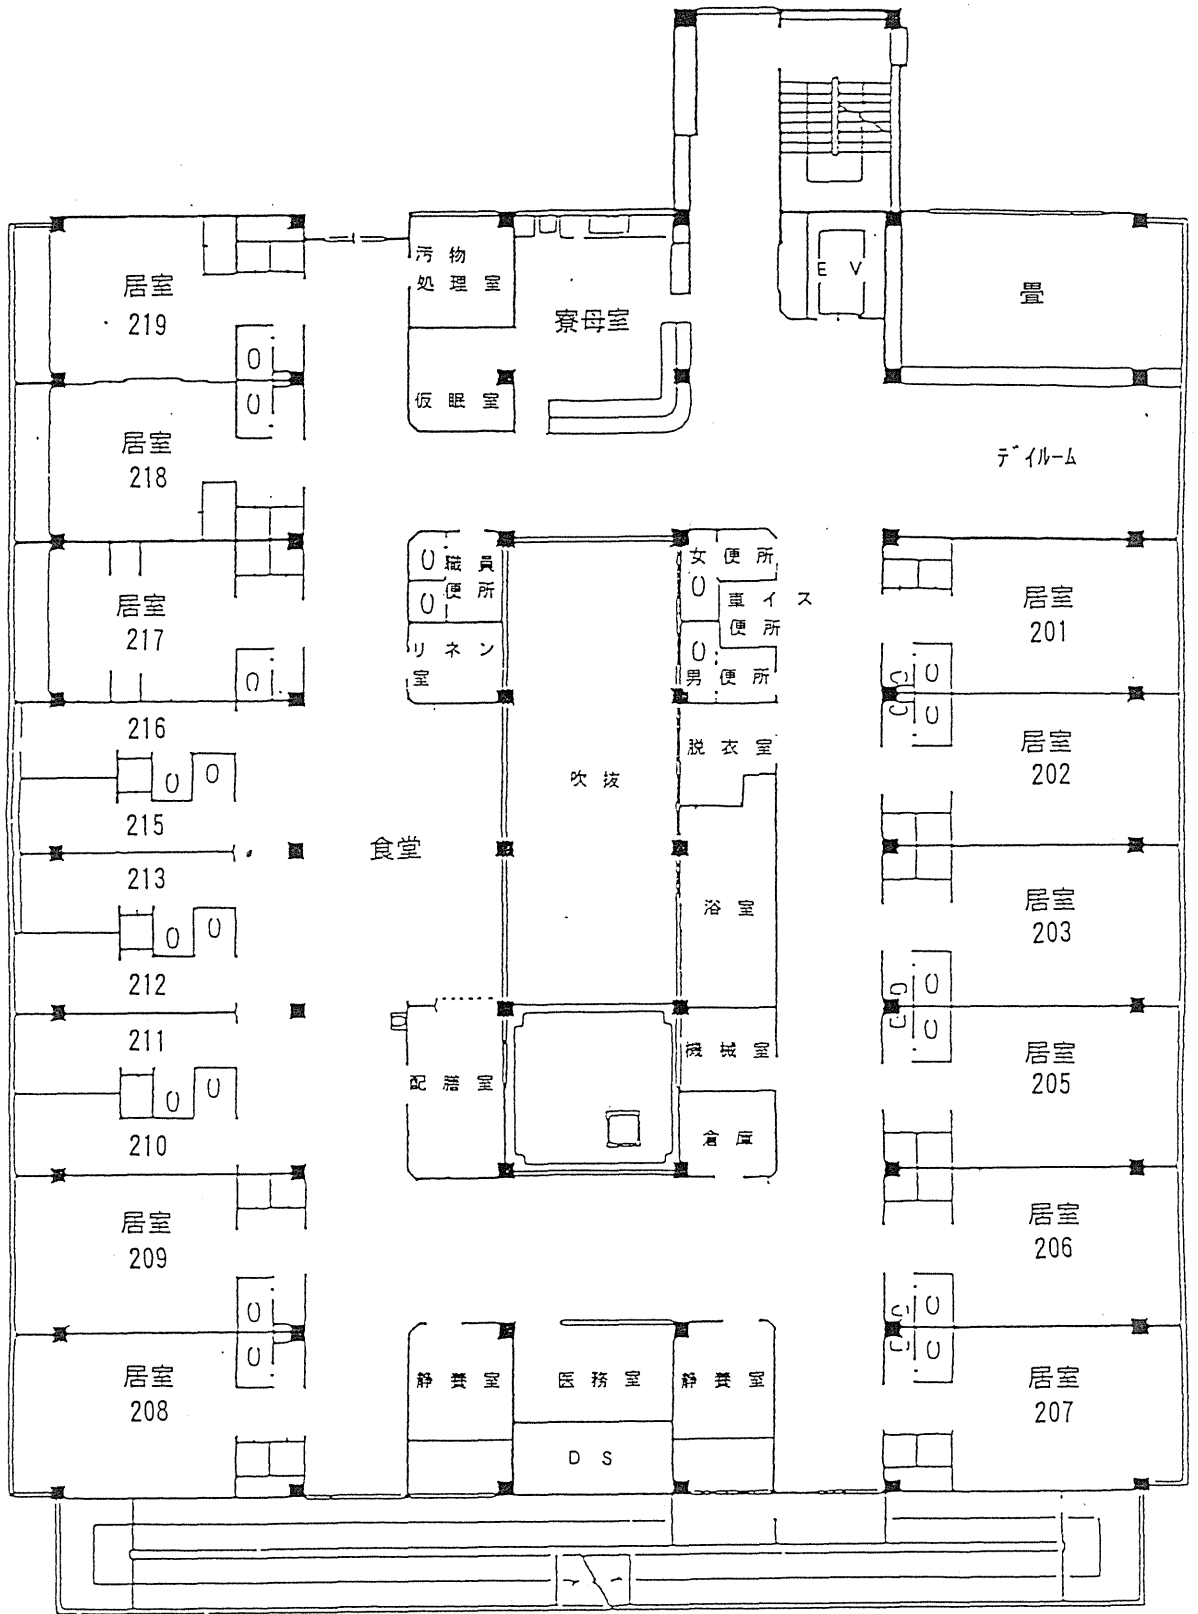 汚物
処理室
EV
居室
219
畳
寮母室
仮眠室
居室
218
デイルーム
職員
便所
女便所
車イス
便所
居室
217
居室
201
リネン
室
男便所
216
脱衣室
居室
202
吹抜
215
食堂
213
浴室
居室
203
212
211
機械室
居室
205
配膳室
210
倉庫
居室
209
居室
206
静養室
医務室
静養室
居室
208
居室
207
DS